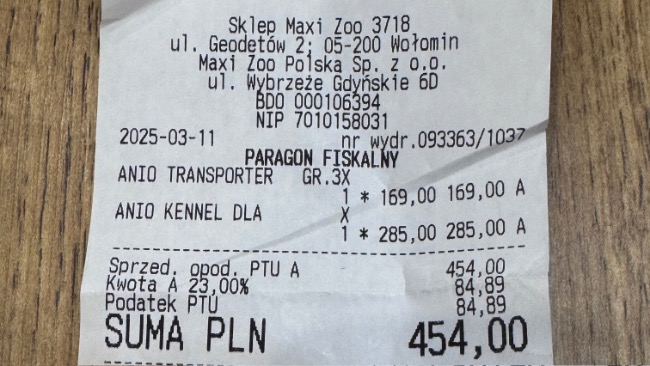 Sklep Maxi Zoo 3718
ul. Geodetów 2; 05-200 Wołomin
Maxi Zoo Polska Sp. z o.o.
ul. Wybrzeże Gdyńskie 6D
BDO 000106394
NIP 7010158031
2025-03-11 nr wydr.093363/1037
PARAGON FISKALNY
ANIO TRANSPORTER GR.3X
1 * 169,00 169,00 A
ANIO KENNEL DLA X
1 * 285,00 285,00 A
Sprzed. opod. PTU A 454,00
Kwota A 23,00% 84,89
Podatek PTU 84,89
SUMA PLN 454,00